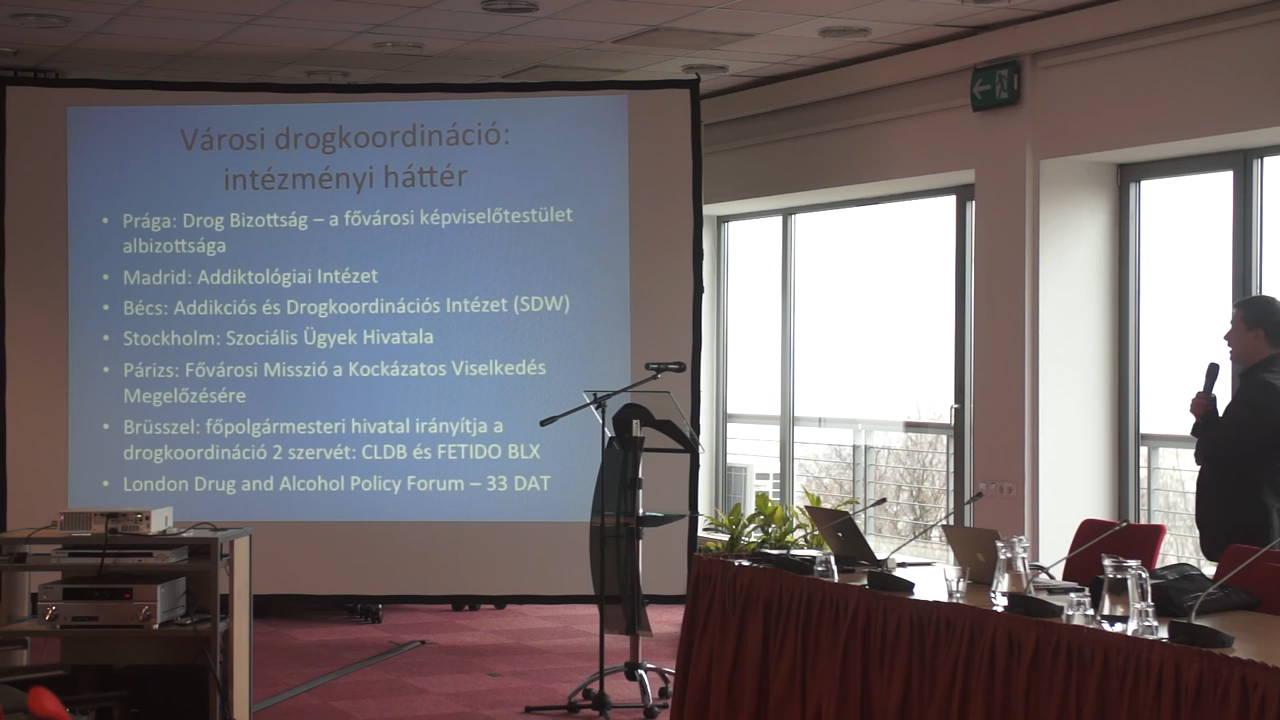 Városi drogkoordináció:
intézményi háttér
• Prága: Drog Bizottság – a fővárosi képviselőtestület
albizottsága
• Madrid: Addiktológiai Intézet
• Bécs: Addikciós és Drogkoordinációs Intézet (SDW)
• Stockholm: Szociális Ügyek Hivatala
• Párizs: Fővárosi Misszió a Kockázatos Viselkedés
Megelőzésére
• Brüsszel: főpolgármesteri hivatal irányítja a
drogkoordináció 2 szervét: CLDB és FETIDO BLX
• London Drug and Alcohol Policy Forum – 33 DAT